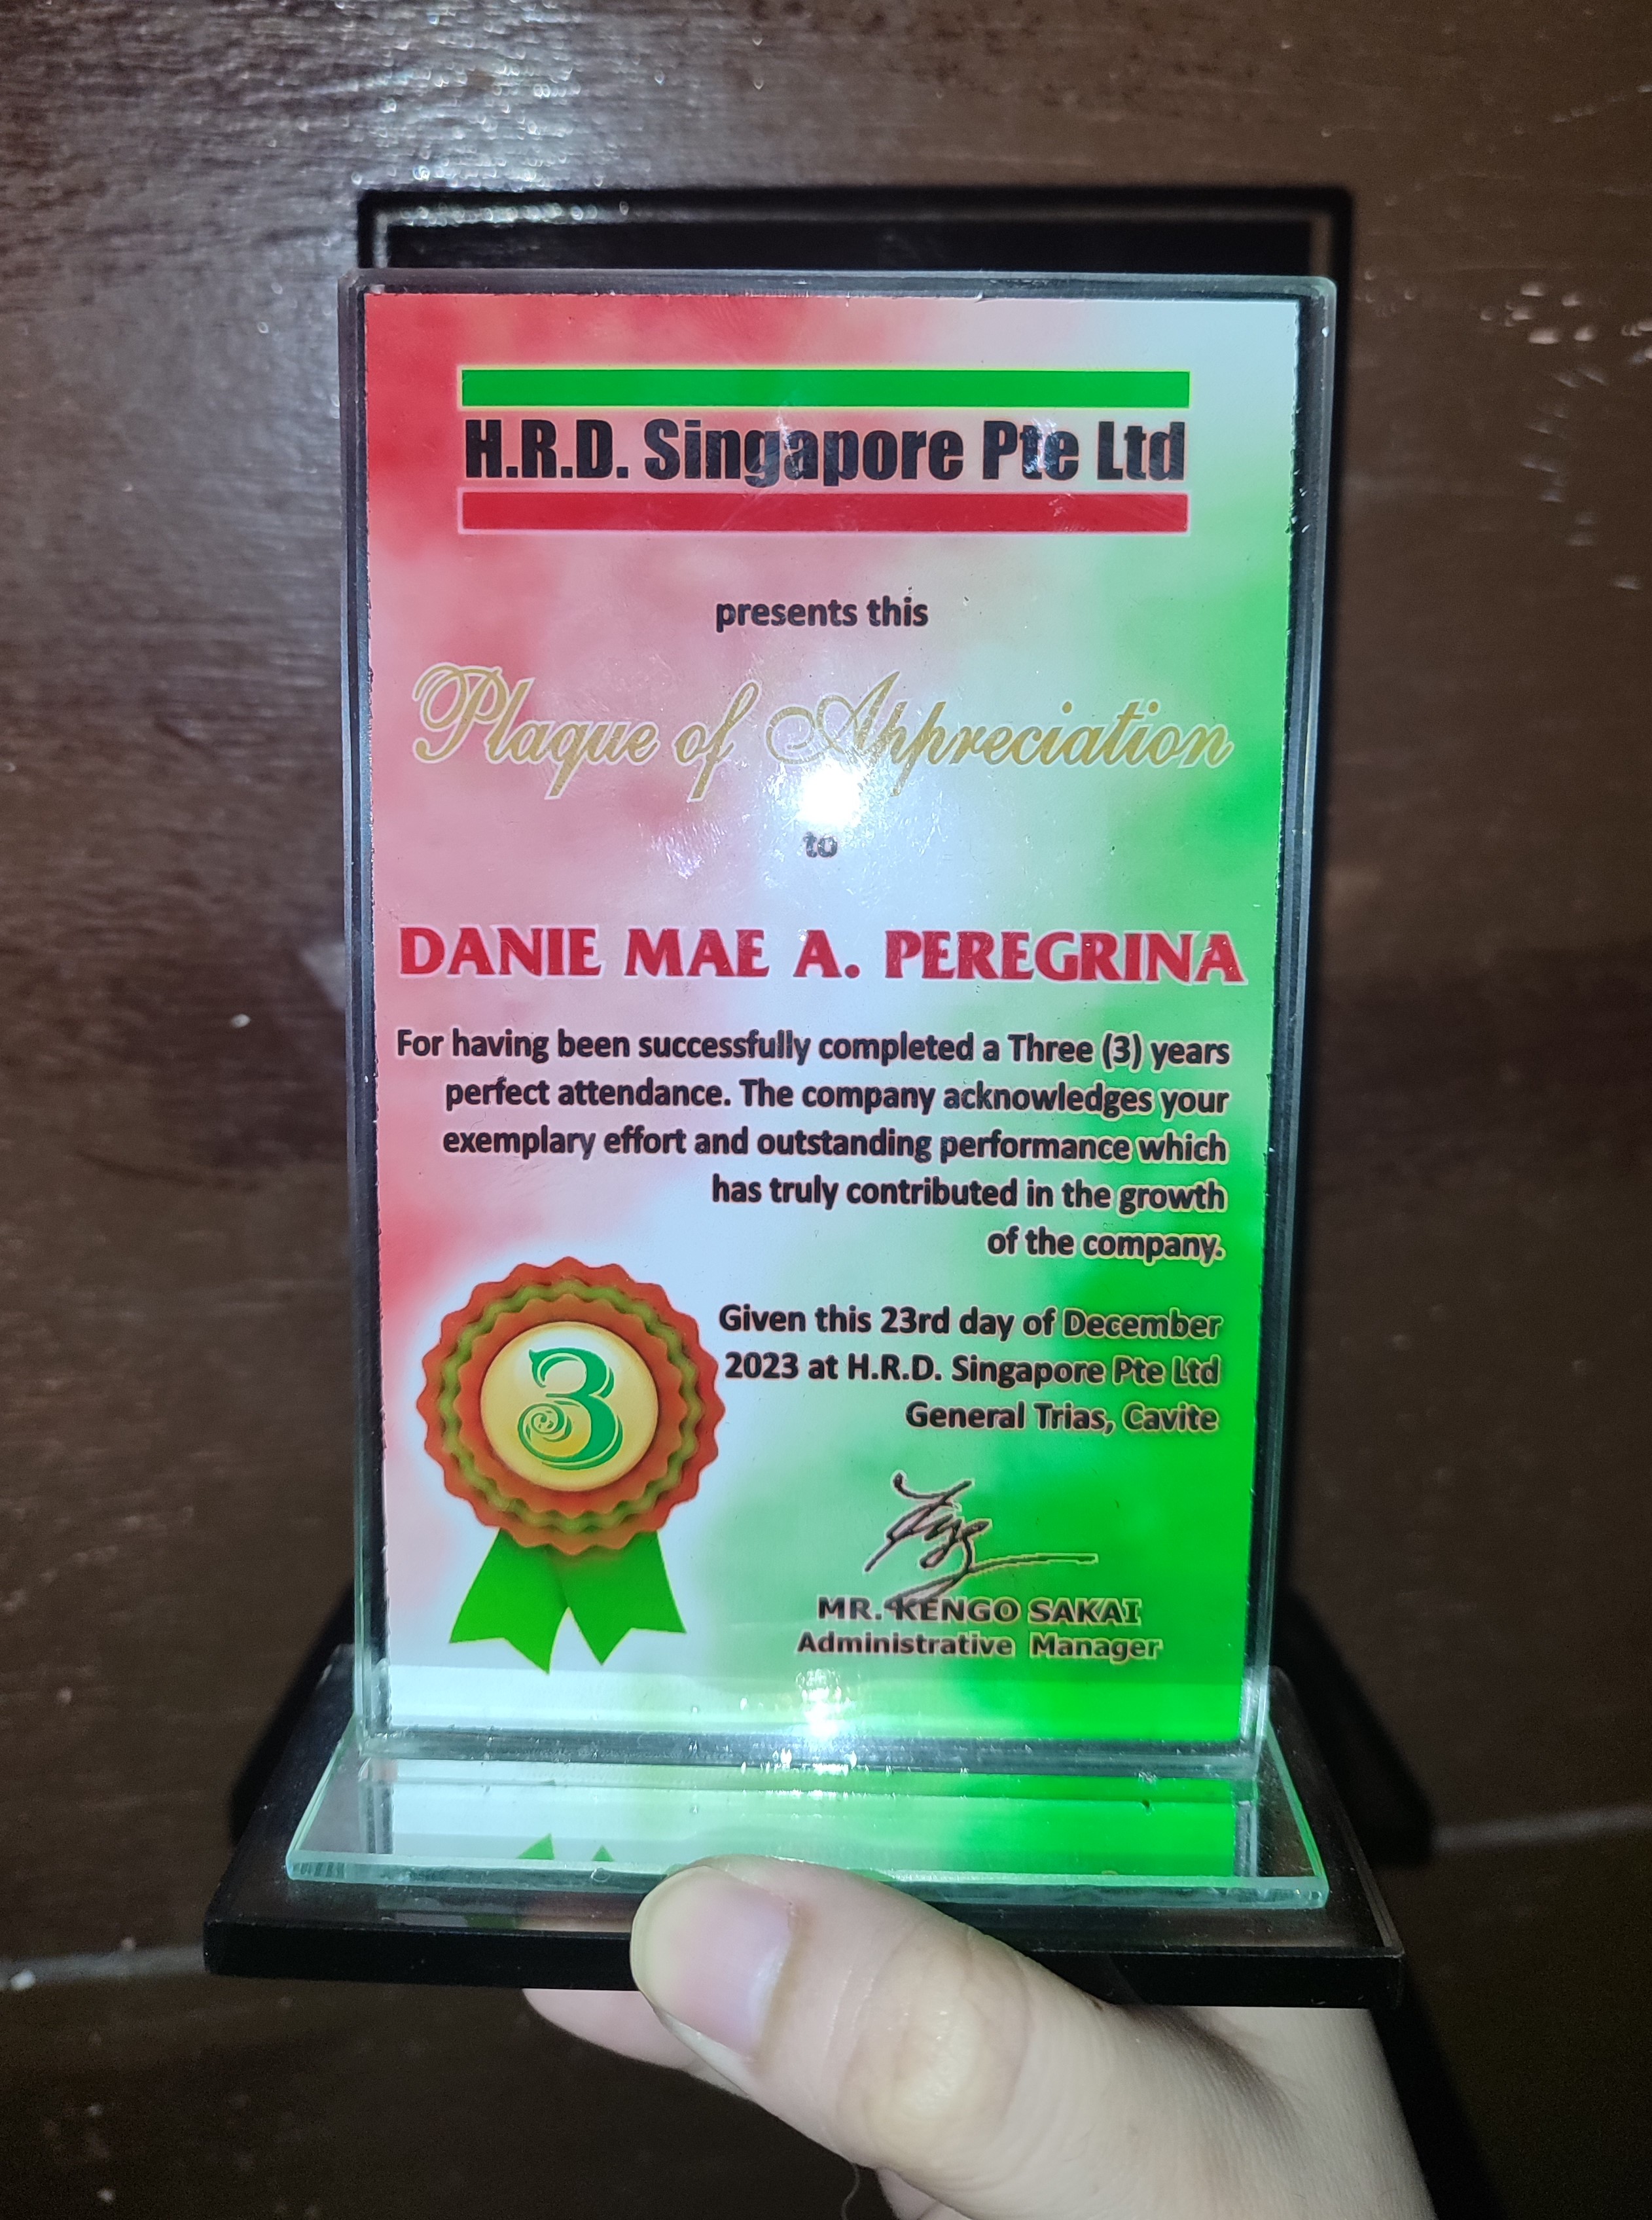 H.R.D. Singapore Pte Ltd
presents this
Plaque of Appreciation
to
DANIE MAE A. PEREGRINA
For having been successfully completed a Three (3) years
perfect attendance. The company acknowledges your
exemplary effort and outstanding performance which
has truly contributed in the growth
of the company.
3
Given this 23rd day of December
2023 at H.R.D. Singapore Pte Ltd
General Trias, Cavite
MR. KENGO SAKAI
Administrative Manager